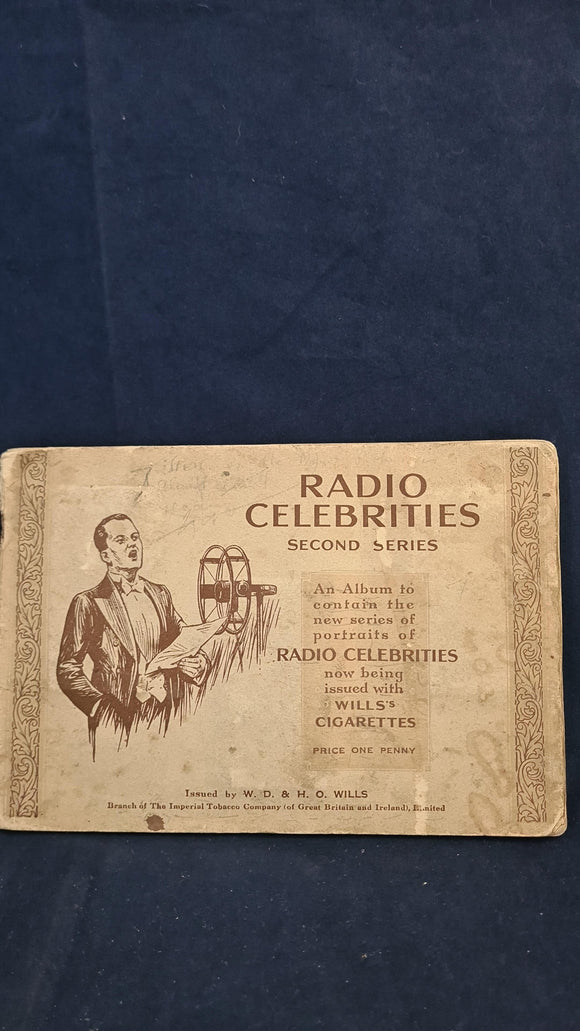 RADIO
CELEBRITIES
SECOND SERIES
An Album to
contain the
new series of
portraits of
RADIO CELEBRITIES
now being
issued with
WILLS'S
CIGARETTES
PRICE ONE PENNY
Issued by W. D. & H. O. WILLS
Branch of The Imperial Tobacco Company (of Great Britain and Ireland), Limited